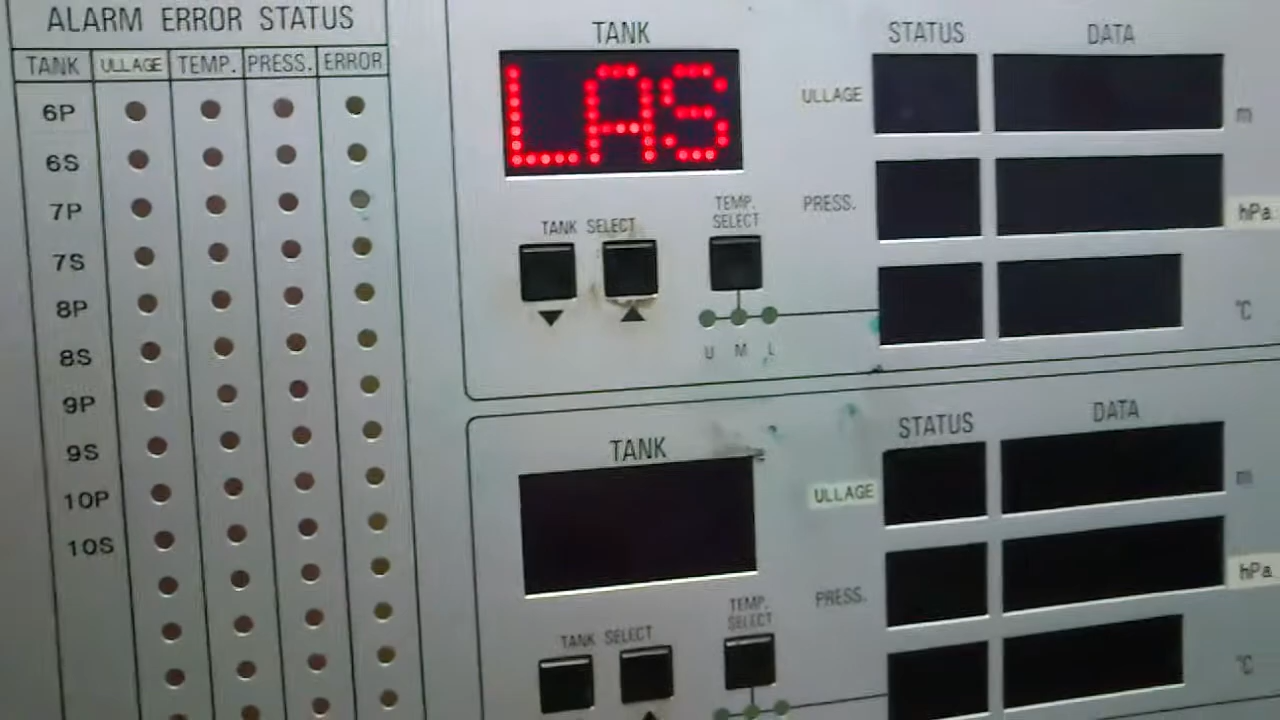 ALARM ERROR STATUS
TANK ULLAGE TEMP. PRESS. ERROR
6P
6S
7P
7S
8P
8S
9P
9S
10P
10S
TANK
LAS
TANK SELECT
TEMP.
SELECT
U M L
STATUS DATA
ULLAGE m
PRESS. hPa
°C
TANK
TANK SELECT
TEMP.
SELECT
STATUS DATA
ULLAGE m
PRESS. hPa
°C